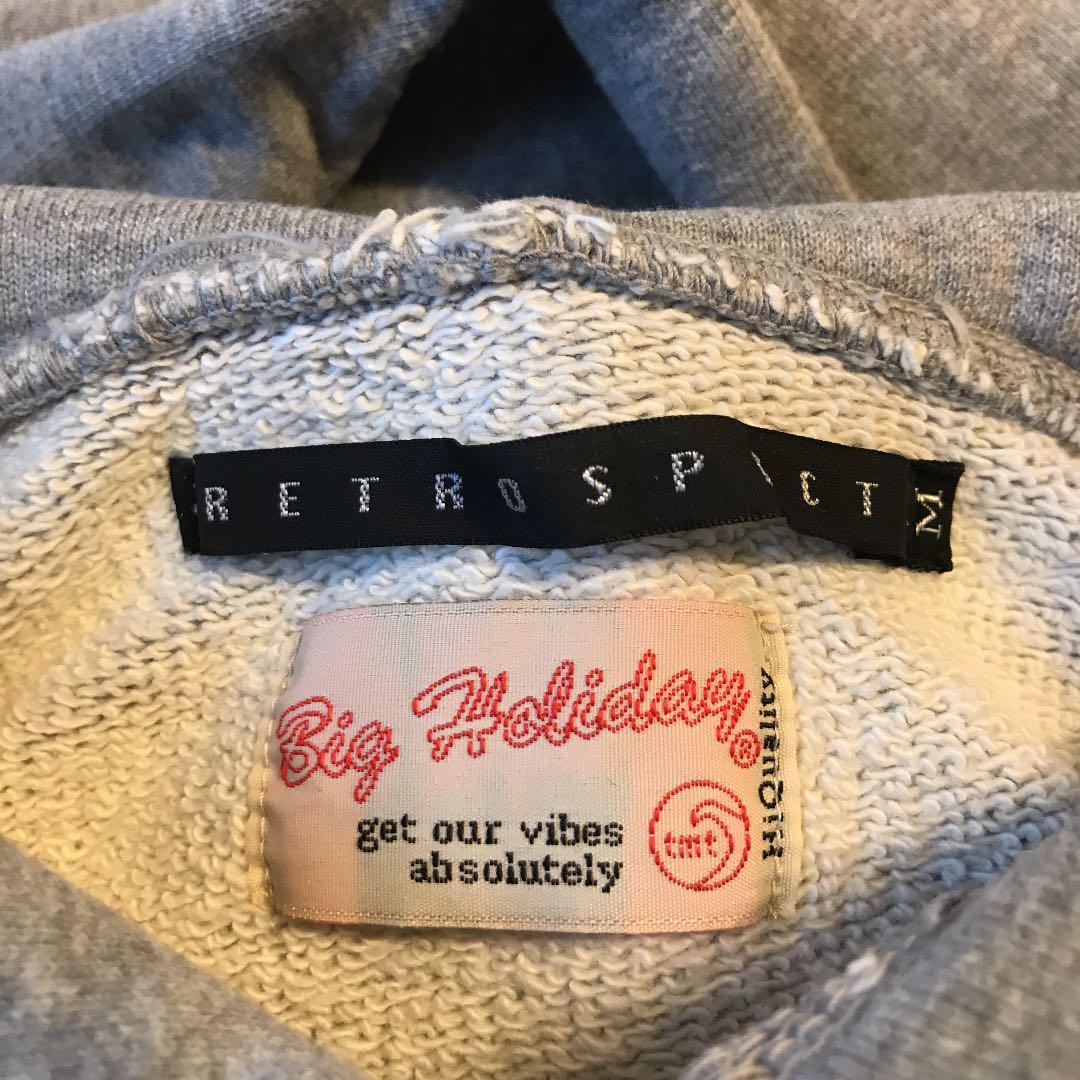 RETROSPECT
M
Big Holiday®
get our vibes
absolutely
tmt
HiQuality